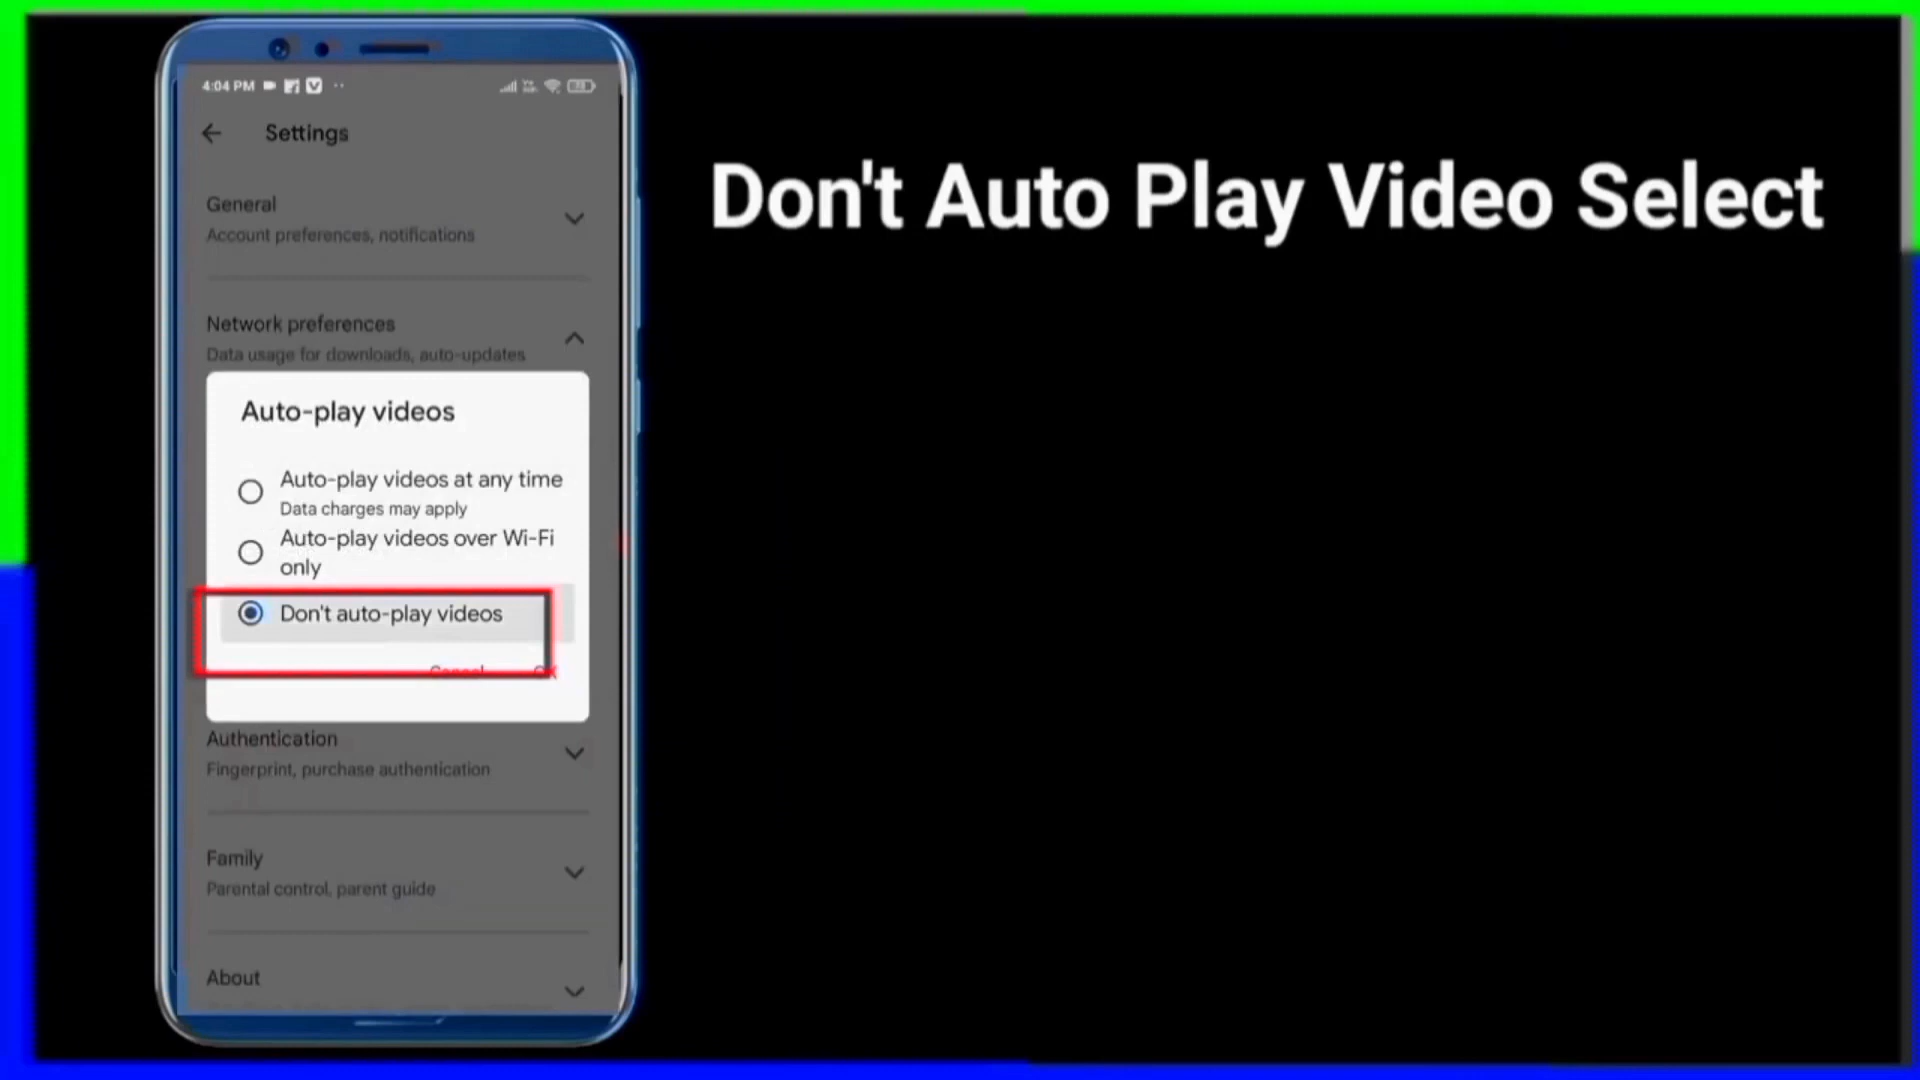 4:04 PM
Settings
Don't Auto Play Video Select
General
Account preferences, notifications
Network preferences
Data usage for downloads, auto-updates
Auto-play videos
Auto-play videos at any time
Data charges may apply
Auto-play videos over Wi-Fi
only
Don't auto-play videos
Cancel OK
Authentication
Fingerprint, purchase authentication
Family
Parental control, parent guide
About